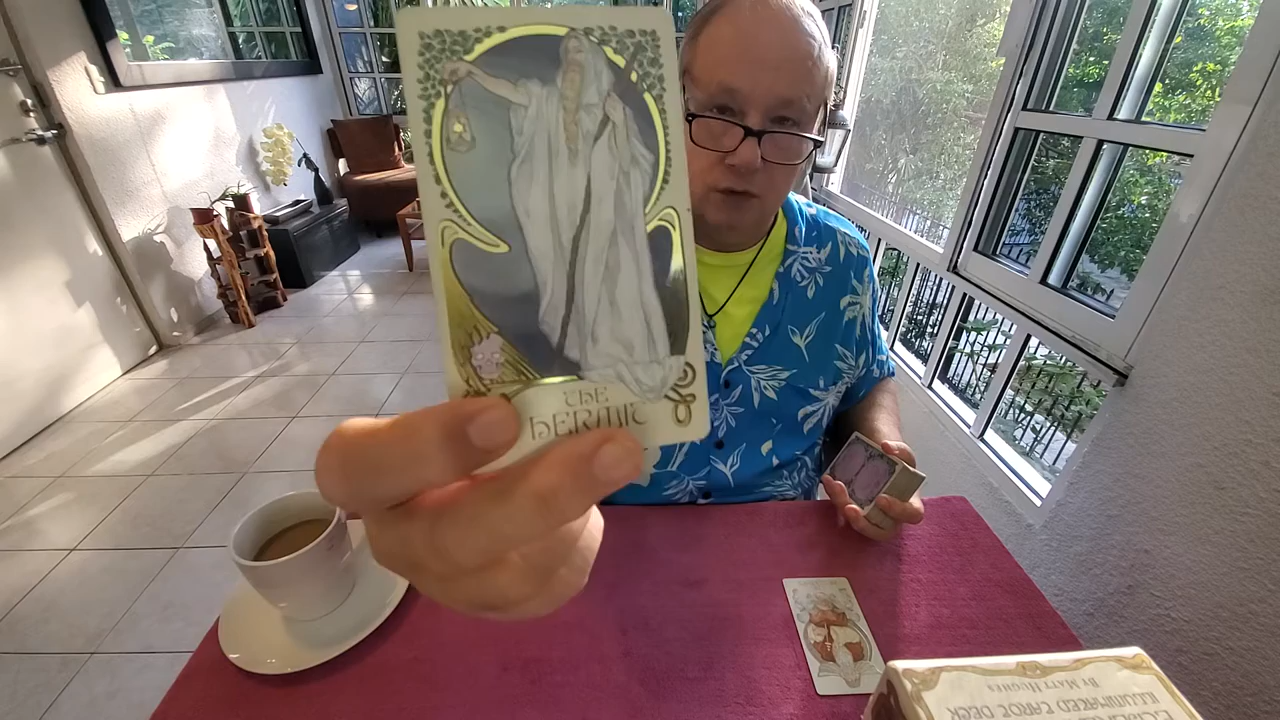 THE
HERMIT
ILLUMINATED TAROT DECK
BY MATT HUGHES